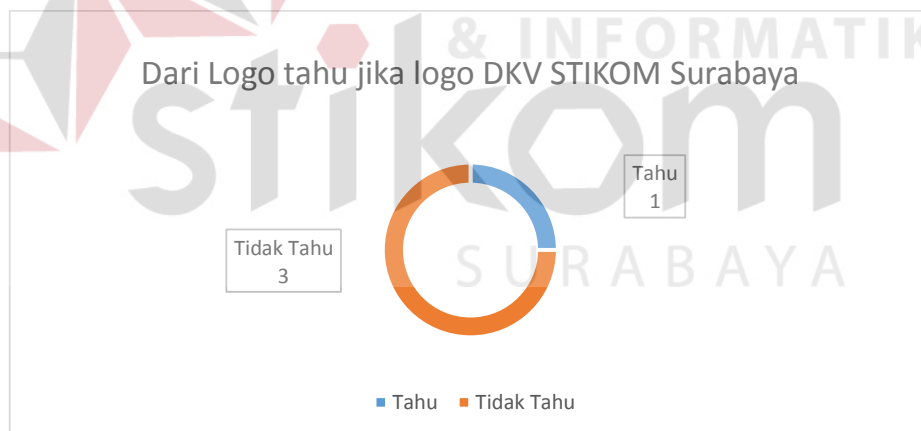 & INFORMATIK
Dari Logo tahu jika logo DKV STIKOM Surabaya
stikom
Tahu
1
Tidak Tahu
3
SURABAYA
Tahu Tidak Tahu